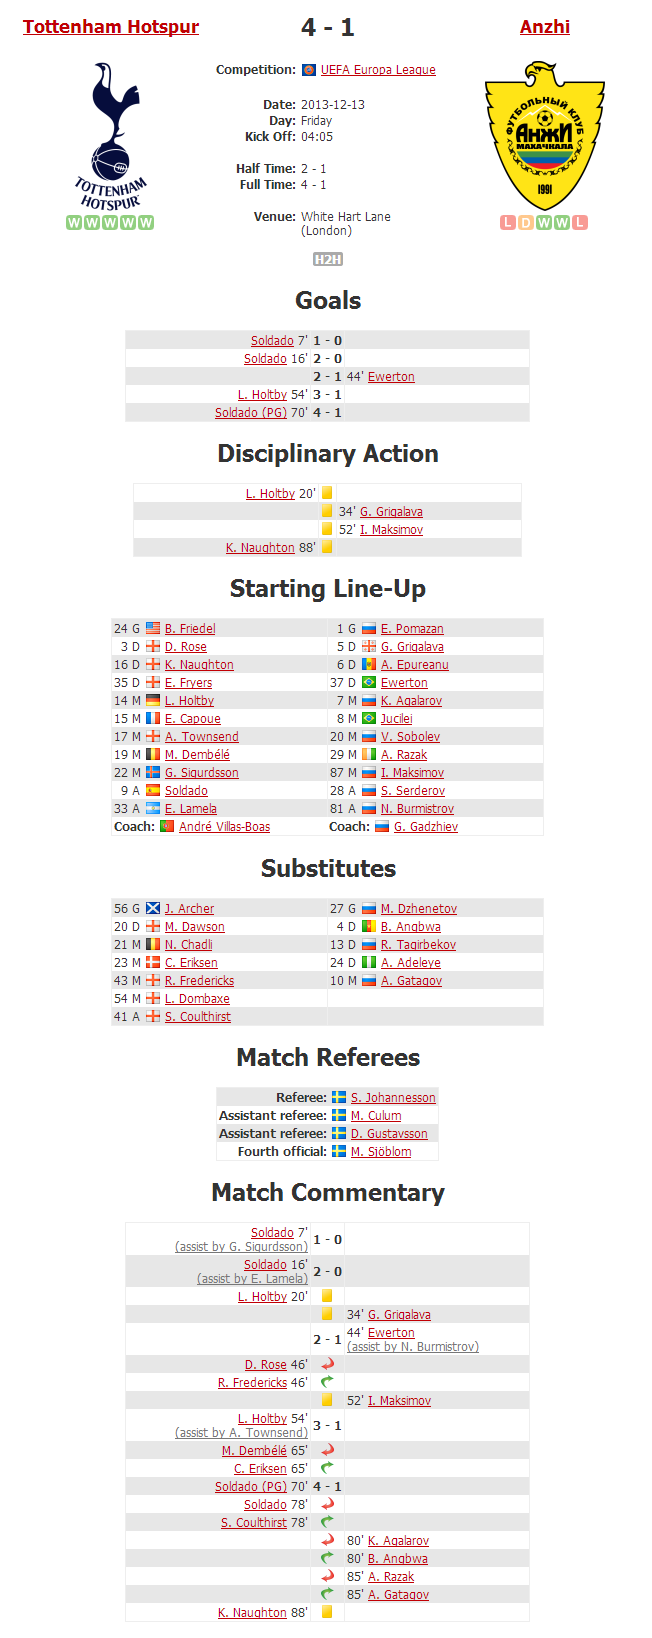 Tottenham Hotspur 4 - 1 Anzhi
Competition: UEFA Europa League
Date: 2013-12-13
Day: Friday
Kick Off: 04:05
Half Time: 2 - 1
Full Time: 4 - 1
Venue: White Hart Lane
(London)
TOTTENHAM
HOTSPUR
W W W W W
ФУТБОЛЬНЫЙ КЛУБ
АНЖИ
МАХАЧКАЛА
1991
L D W W L
H2H
Goals
Soldado 7' 1 - 0
Soldado 16' 2 - 0
2 - 1 44' Ewerton
L. Holtby 54' 3 - 1
Soldado (PG) 70' 4 - 1
Disciplinary Action
L. Holtby 20'
34' G. Grigalava
52' I. Maksimov
K. Naughton 88'
Starting Line-Up
24 G B. Friedel 1 G E. Pomazan
3 D D. Rose 5 D G. Grigalava
16 D K. Naughton 6 D A. Epureanu
35 D E. Fryers 37 D Ewerton
14 M L. Holtby 7 M K. Agalarov
15 M E. Capoue 8 M Jucilei
17 M A. Townsend 20 M V. Sobolev
19 M M. Dembélé 29 M A. Razak
22 M G. Sigurdsson 87 M I. Maksimov
9 A Soldado 28 A S. Serderov
33 A E. Lamela 81 A N. Burmistrov
Coach: André Villas-Boas Coach: G. Gadzhiev
Substitutes
56 G J. Archer 27 G M. Dzhenetov
20 D M. Dawson 4 D B. Angbwa
21 M N. Chadli 13 D R. Tagirbekov
23 M C. Eriksen 24 D A. Adeleye
43 M R. Fredericks 10 M A. Gatagov
54 M L. Dombaxe
41 A S. Coulthirst
Match Referees
Referee: S. Johannesson
Assistant referee: M. Culum
Assistant referee: D. Gustavsson
Fourth official: M. Sjöblom
Match Commentary
Soldado 7' 1 - 0
(assist by G. Sigurdsson)
Soldado 16' 2 - 0
(assist by E. Lamela)
L. Holtby 20'
34' G. Grigalava
2 - 1 44' Ewerton
(assist by N. Burmistrov)
D. Rose 46'
R. Fredericks 46'
52' I. Maksimov
L. Holtby 54' 3 - 1
(assist by A. Townsend)
M. Dembélé 65'
C. Eriksen 65'
Soldado (PG) 70' 4 - 1
Soldado 78'
S. Coulthirst 78'
80' K. Agalarov
80' B. Angbwa
85' A. Razak
85' A. Gatagov
K. Naughton 88'